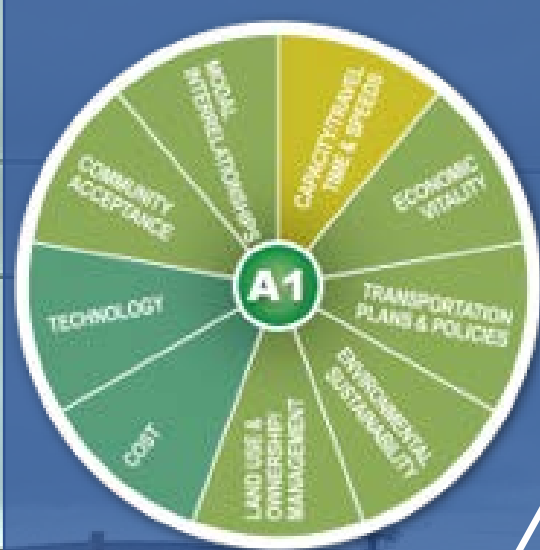 MODAL
INTERRELATIONSHIPS
CAPACITY/TRAVEL
TIME & SPEEDS
ECONOMIC
VITALITY
TRANSPORTATION
PLANS & POLICIES
ENVIRONMENTAL
SUSTAINABILITY
LAND USE &
OWNERSHIP/
MANAGEMENT
COST
TECHNOLOGY
COMMUNITY
ACCEPTANCE
A1